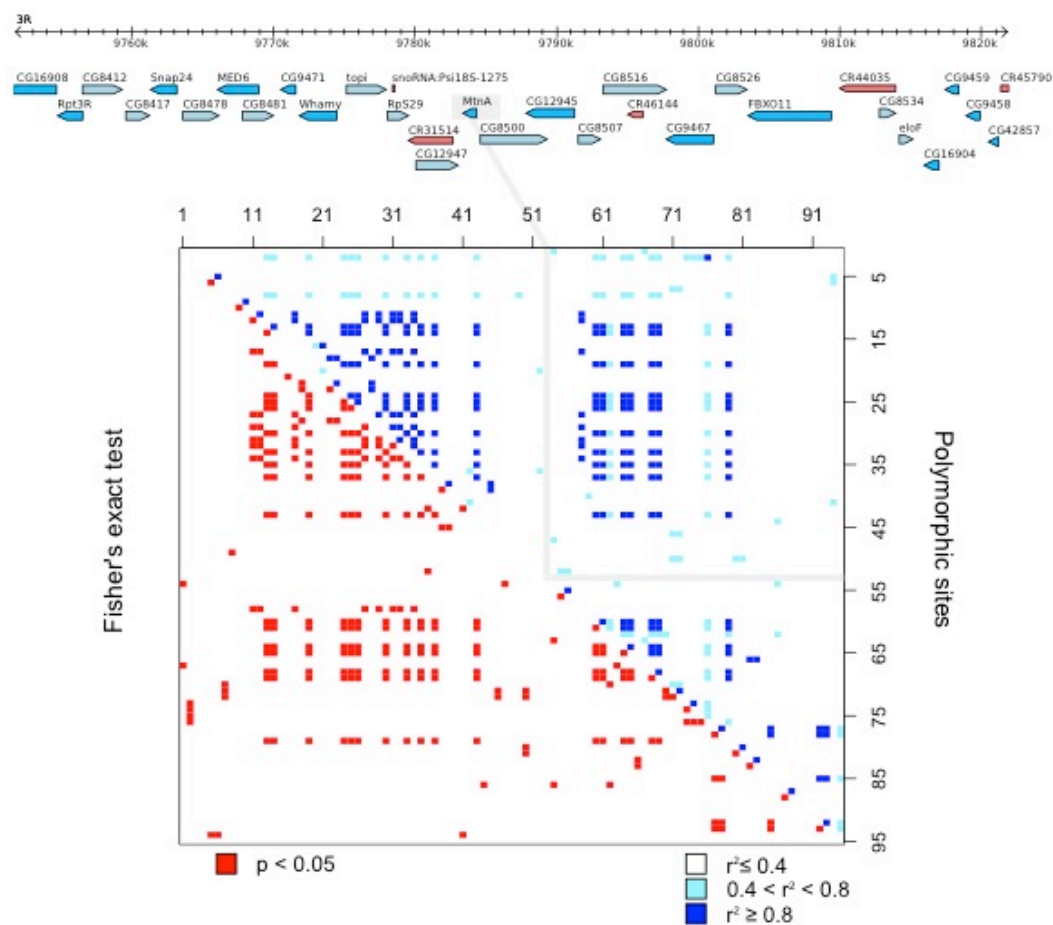 3R
9760k 9770k 9780k 9790k 9800k 9810k 9820k
CG16908 CG8412 Snap24 MED6 CG9471 topi snoRNA:Psi18S-1275 CG8516 CG8526 CR44035 CG9459 CR45790
Rpt3R CG8417 CG8478 CG8481 Whamy RpS29 MtnA CG12945 CR46144 FBXO11 CG8534 CG9458
CR31514 CG8500 CG8507 CG9467 eloF CG42857
CG12947 CG16904
1 11 21 31 41 51 61 71 81 91
5
15
25
35
45
55
65
75
85
95
Fisher's exact test
Polymorphic sites
p < 0.05
r²≤ 0.4
0.4 < r² < 0.8
r² ≥ 0.8